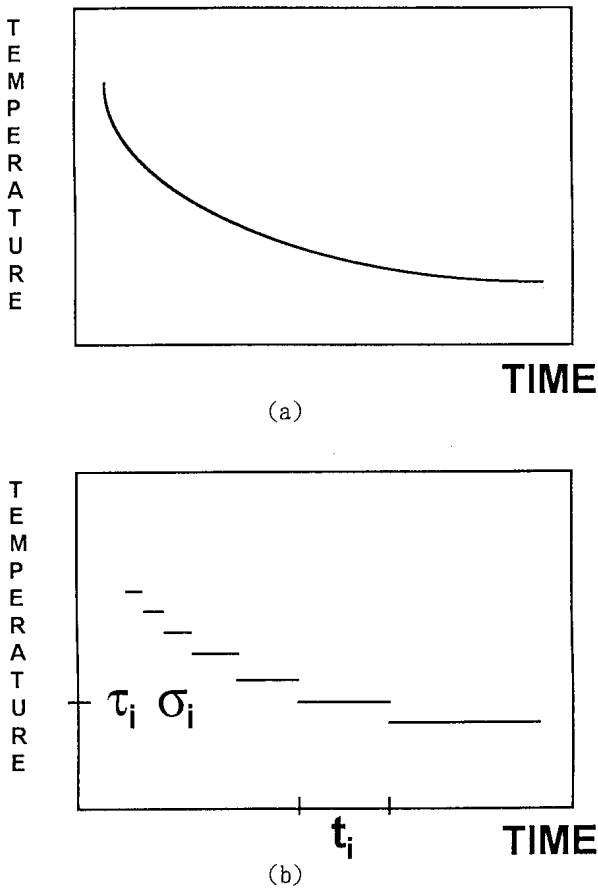 TEMPERATURE
TIME
(a)
TEMPERATURE
τi σi
ti
TIME
(b)